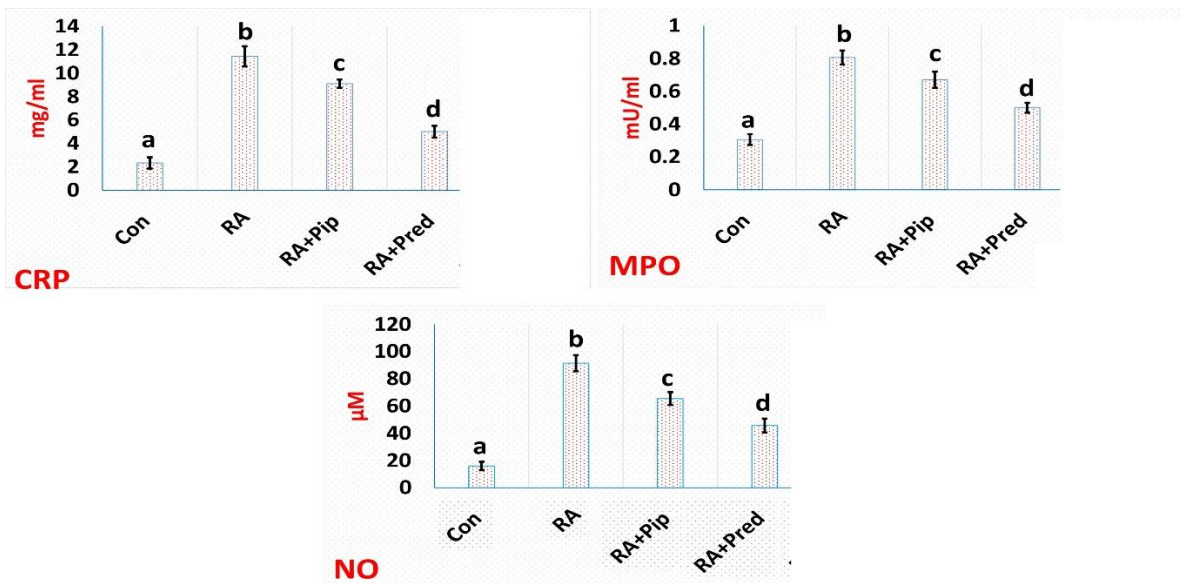 14
12
10
8
6
4
2
0
mg/ml
a
b
c
d
Con
RA
RA+Pip
RA+Pred
CRP
1
0.8
0.6
0.4
0.2
0
mU/ml
a
b
c
d
Con
RA
RA+Pip
RA+Pred
MPO
120
100
80
60
40
20
0
µM
a
b
c
d
Con
RA
RA+Pip
RA+Pred
NO